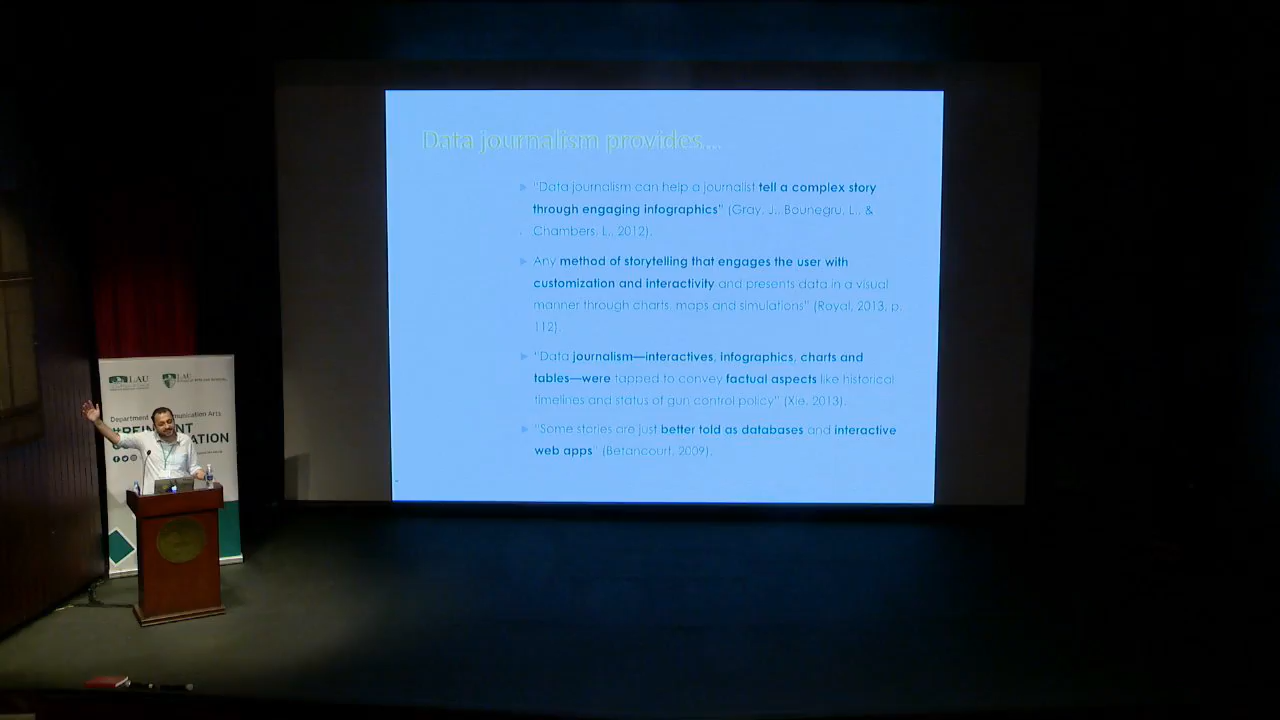 Data journalism provides...
“Data journalism can help a journalist tell a complex story
through engaging infographics” (Gray, J., Bounegru, L., &
Chambers, L., 2012).
Any method of storytelling that engages the user with
customization and interactivity and presents data in a visual
manner through charts, maps and simulations” (Royal, 2013, p.
112).
“Data journalism—interactives, infographics, charts and
tables—were tapped to convey factual aspects like historical
timelines and status of gun control policy” (Xie, 2013).
“Some stories are just better told as databases and interactive
web apps” (Betancourt, 2009).
LAU
LAU
Department munication Arts